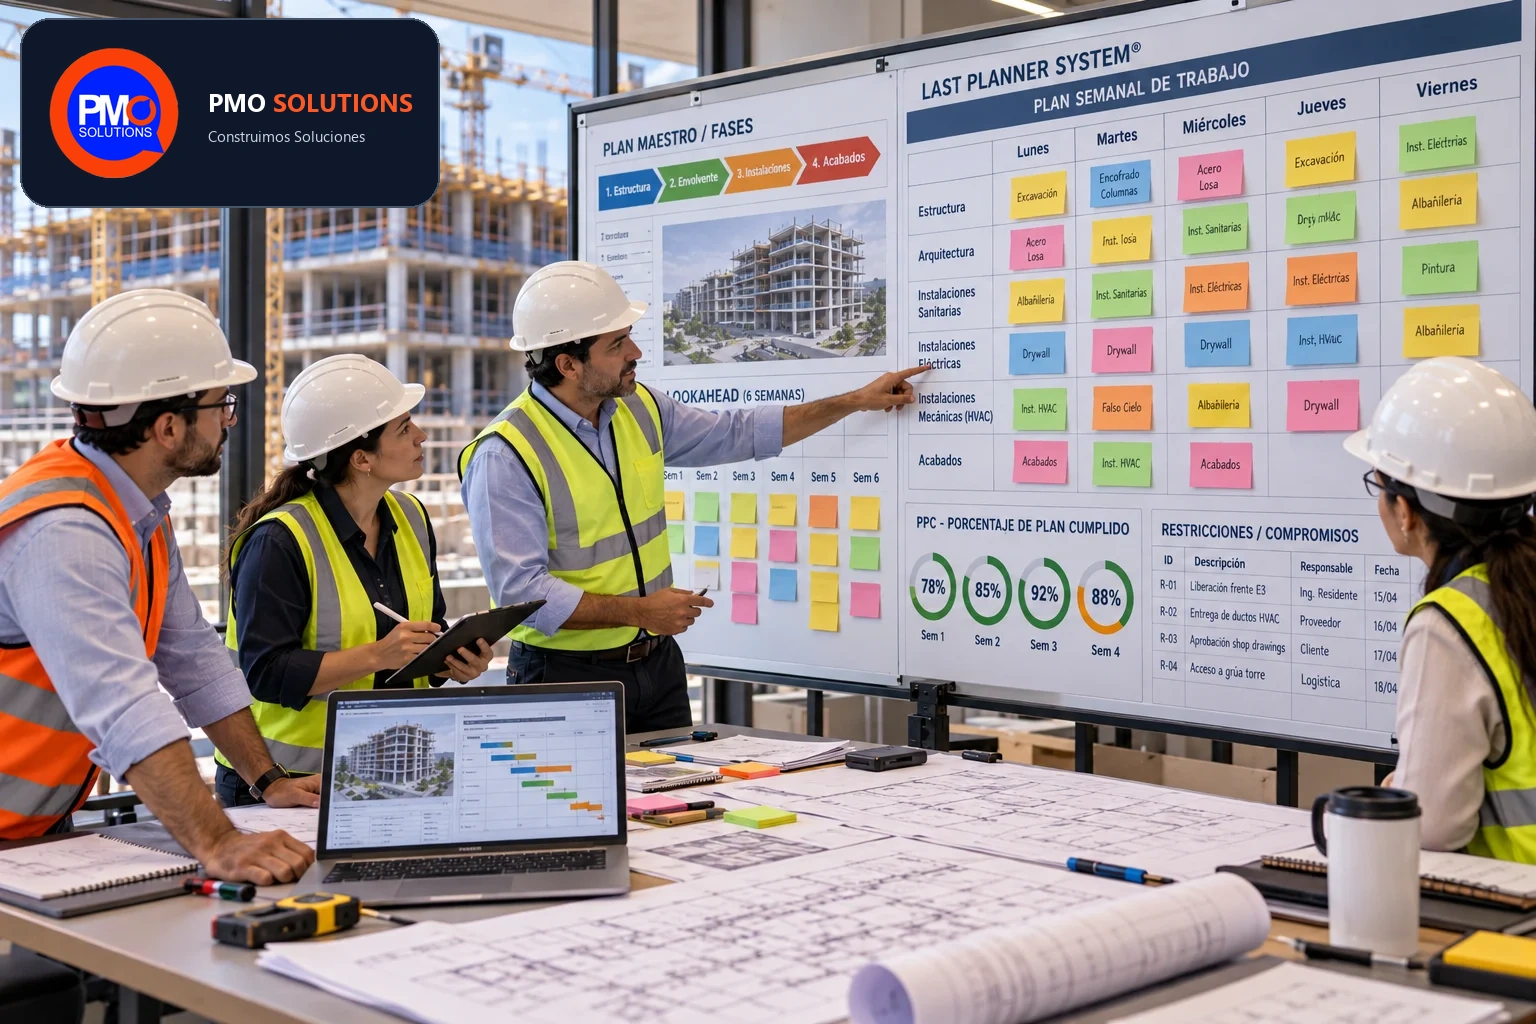 PMO
SOLUTIONS
PMO SOLUTIONS
Construimos Soluciones
PLAN MAESTRO / FASES
1. Estructura
2. Envolvente
3. Instalaciones
4. Acabados
LOOKAHEAD (6 SEMANAS)
Sem 1 Sem 2 Sem 3 Sem 4 Sem 5 Sem 6
LAST PLANNER SYSTEM®
PLAN SEMANAL DE TRABAJO
Lunes Martes Miércoles Jueves Viernes
Estructura
Excavación
Encofrado
Columnas
Acero
Losa
Excavación
Inst. Eléctricas
Arquitectura
Acero
Losa
Inst. losa
Inst. Sanitarias
Albañileria
Instalaciones
Sanitarias
Albañileria
Inst. Sanitarias
Inst. Eléctricas
Inst. Eléctricas
Pintura
Instalaciones
Eléctricas
Drywall
Drywall
Drywall
Inst. HVAC
Albañileria
Instalaciones
Mecánicas (HVAC)
Inst. HVAC
Falso Cielo
Albañileria
Drywall
Acabados
Acabados
Inst. HVAC
Acabados
PPC - PORCENTAJE DE PLAN CUMPLIDO
78% 85% 92% 88%
Sem 1 Sem 2 Sem 3 Sem 4
RESTRICCIONES / COMPROMISOS
ID Descripción Responsable Fecha
R-01 Liberación frente E3 Ing. Residente 15/04
R-02 Entrega de ductos HVAC Proveedor 16/04
R-03 Aprobación shop drawings Cliente 17/04
R-04 Acceso a grúa torre Logística 18/04